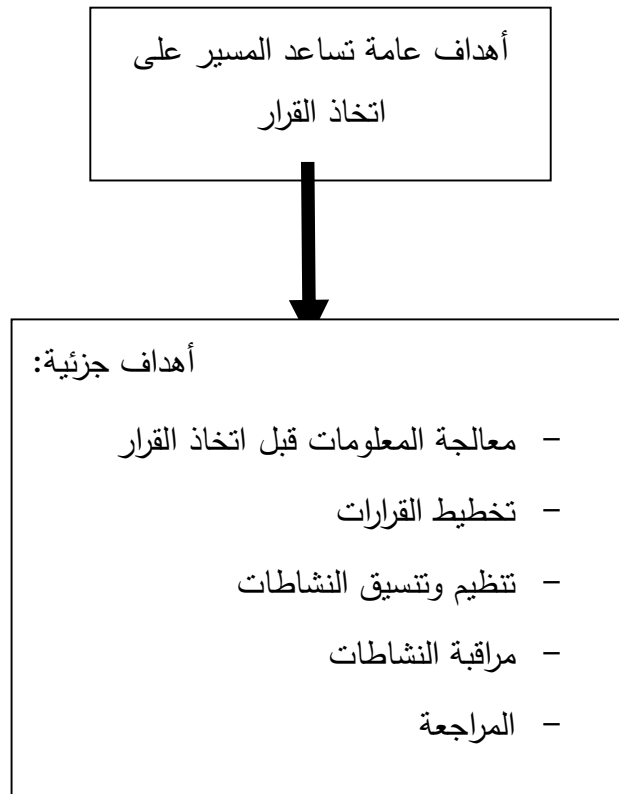 أهداف عامة تساعد المسير على
اتخاذ القرار
أهداف جزئية:
- معالجة المعلومات قبل اتخاذ القرار
- تخطيط القرارات
- تنظيم وتنسيق النشاطات
- مراقبة النشاطات
- المراجعة